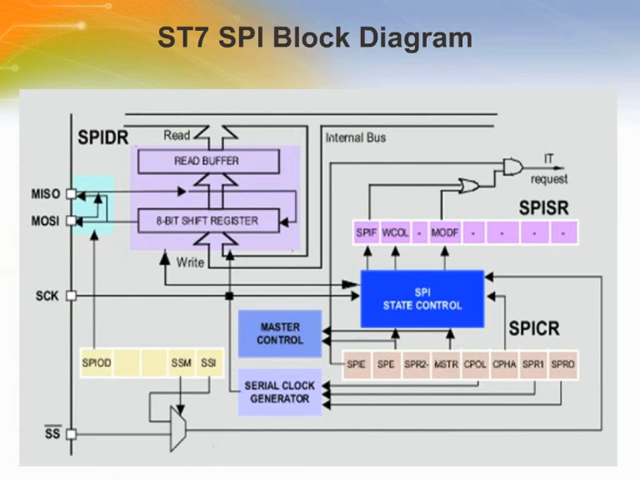 ST7 SPI Block Diagram
SPIDR
Read
Internal Bus
READ BUFFER
IT
request
MISO
MOSI
8-BIT SHIFT REGISTER
SPISR
SPIF WCOL - MODF - - - -
Write
SCK
SPI
STATE CONTROL
MASTER
CONTROL
SPICR
SPIOD SSM SSI
SPIE SPE SPR2- MSTR CPOL CPHA SPR1 SPR0
SERIAL CLOCK
GENERATOR
SS